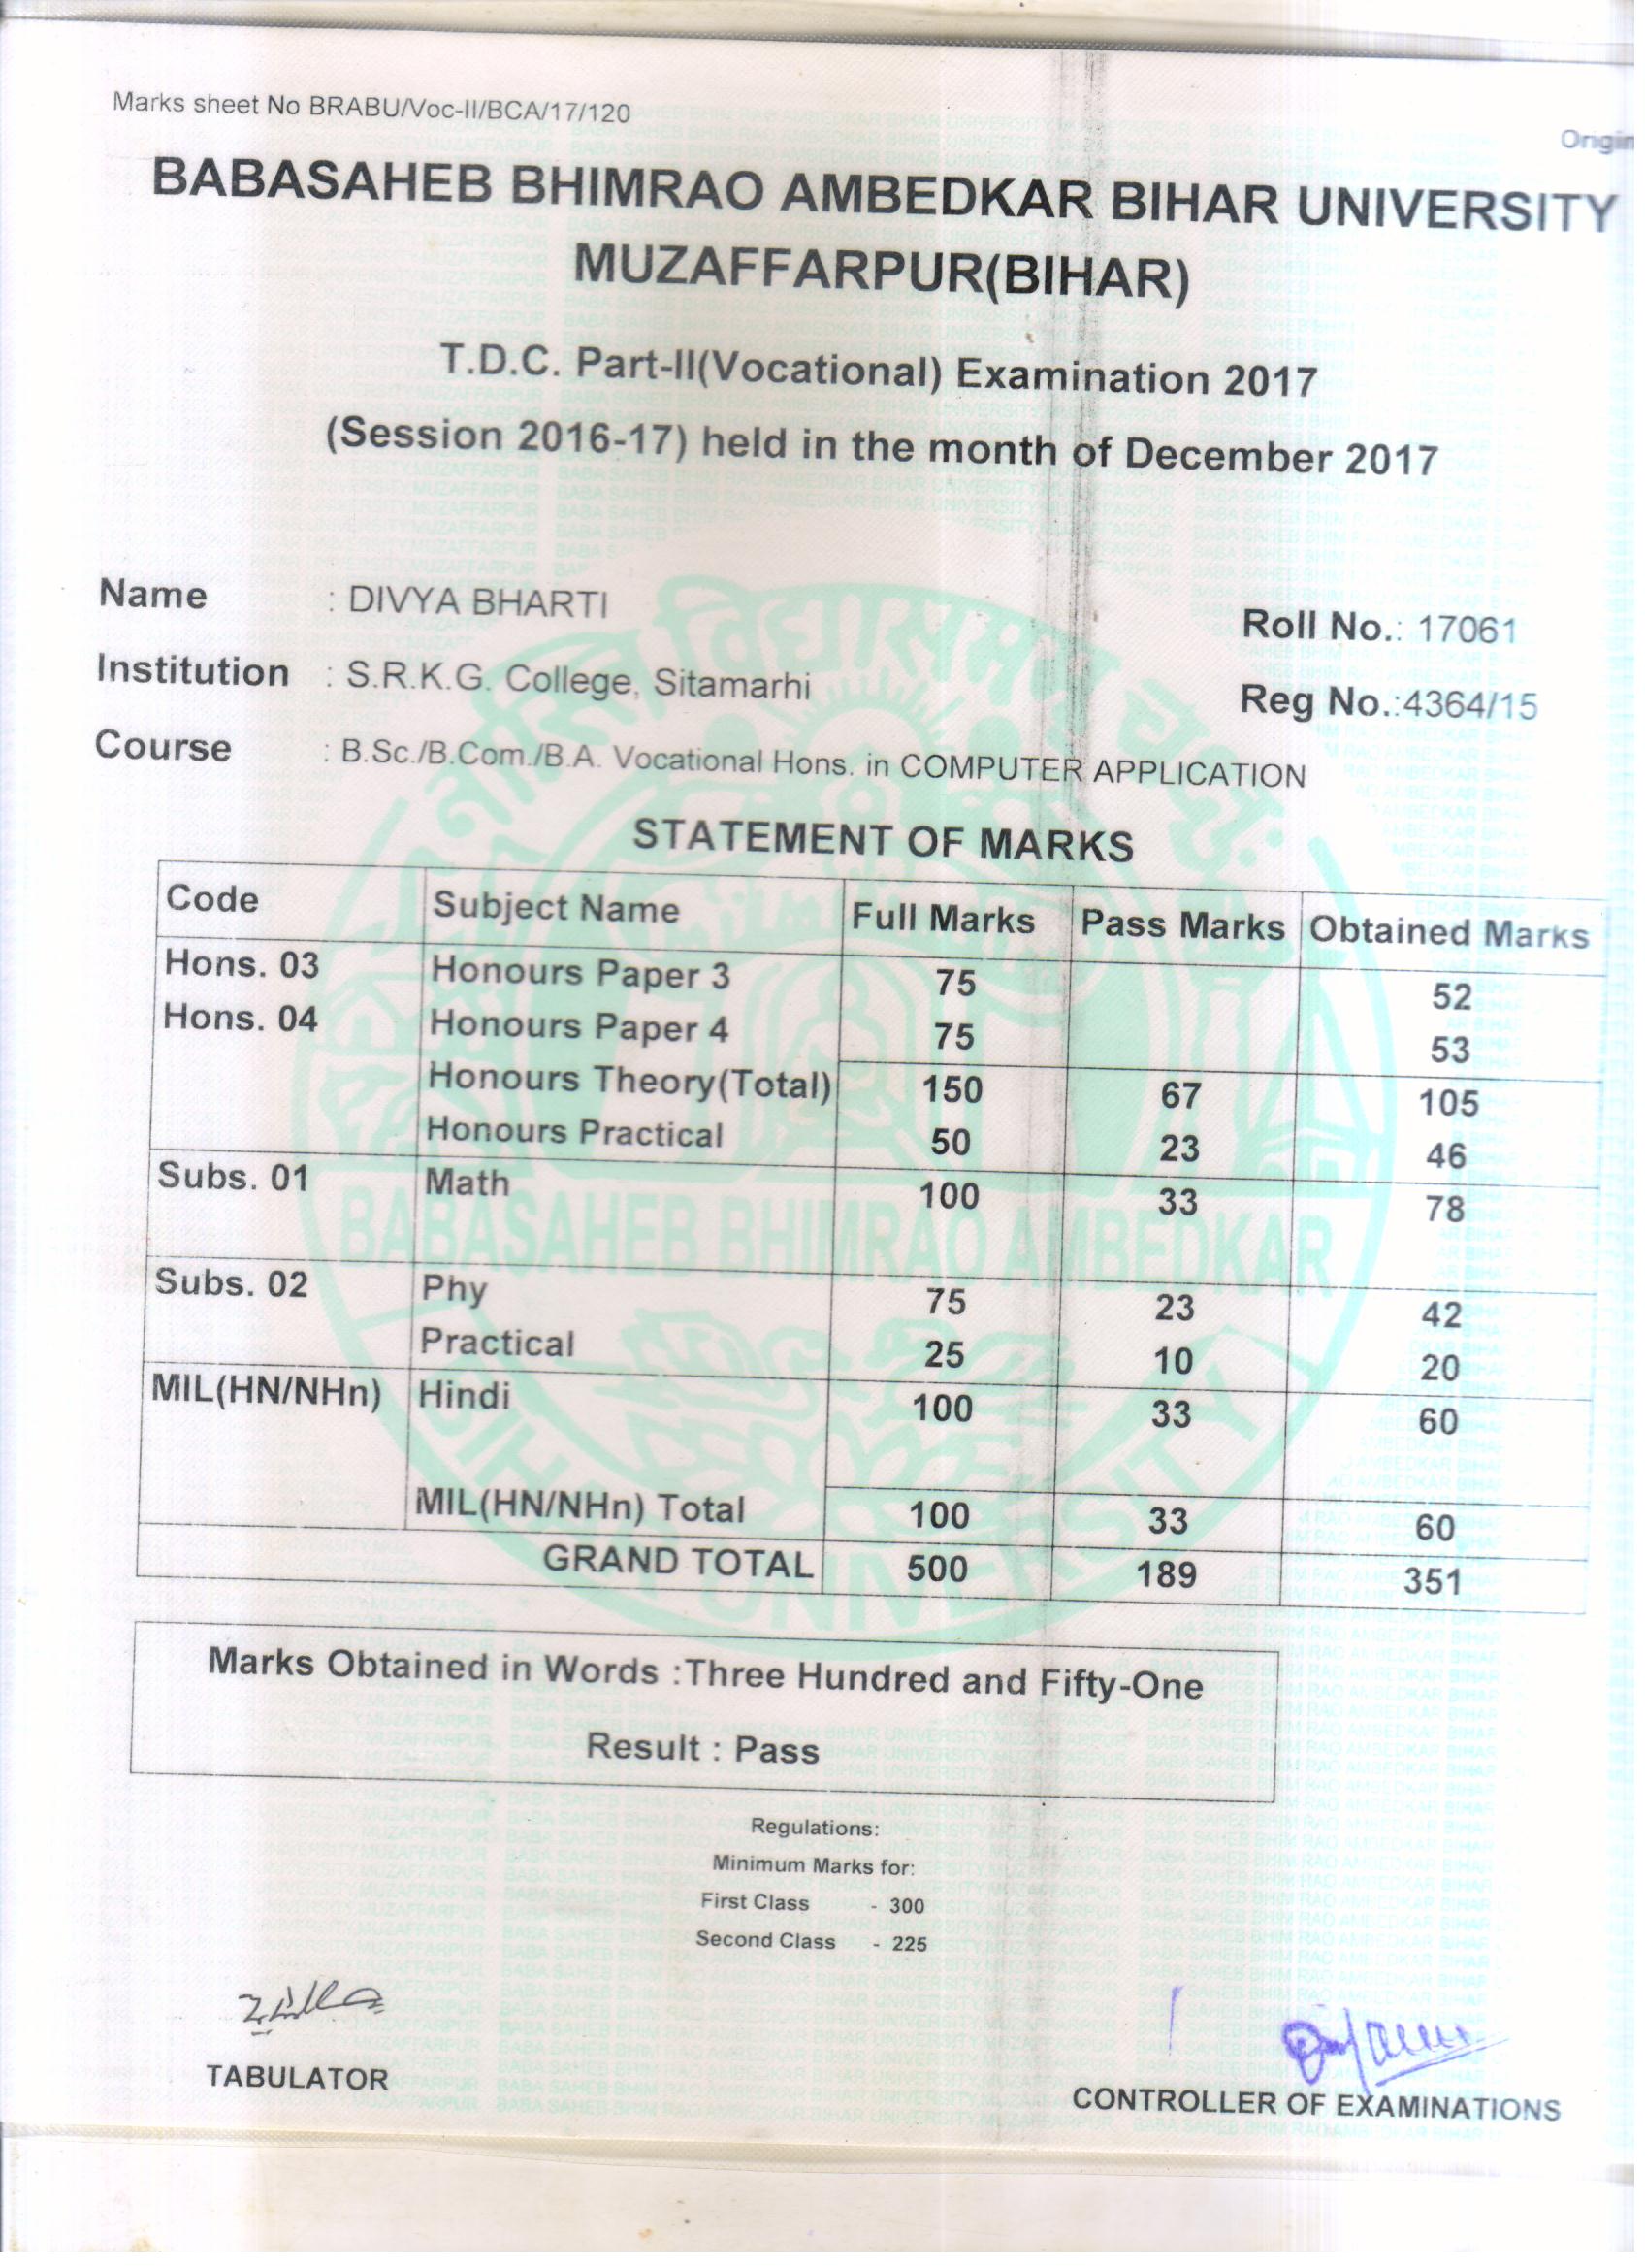 Marks sheet No BRABU/Voc-II/BCA/17/120
BABASAHEB BHIMRAO AMBEDKAR BIHAR UNIVERSITY
MUZAFFARPUR(BIHAR)
T.D.C. Part-II(Vocational) Examination 2017
(Session 2016-17) held in the month of December 2017
Name : DIVYA BHARTI
Roll No.: 17061
Institution : S.R.K.G. College, Sitamarhi
Reg No.:4364/15
Course : B.Sc./B.Com./B.A. Vocational Hons. in COMPUTER APPLICATION
STATEMENT OF MARKS
Code Subject Name Full Marks Pass Marks Obtained Marks
Hons. 03 Honours Paper 3 75 52
Hons. 04 Honours Paper 4 75 53
Honours Theory(Total) 150 67 105
Honours Practical 50 23 46
Subs. 01 Math 100 33 78
Subs. 02 Phy 75 23 42
Practical 25 10 20
MIL(HN/NHn) Hindi 100 33 60
MIL(HN/NHn) Total 100 33 60
GRAND TOTAL 500 189 351
BABASAHEB BHIMRAO AMBEDKAR
BIHAR UNIVERSITY
Marks Obtained in Words :Three Hundred and Fifty-One
Result : Pass
Regulations:
Minimum Marks for:
First Class - 300
Second Class - 225
TABULATOR
CONTROLLER OF EXAMINATIONS